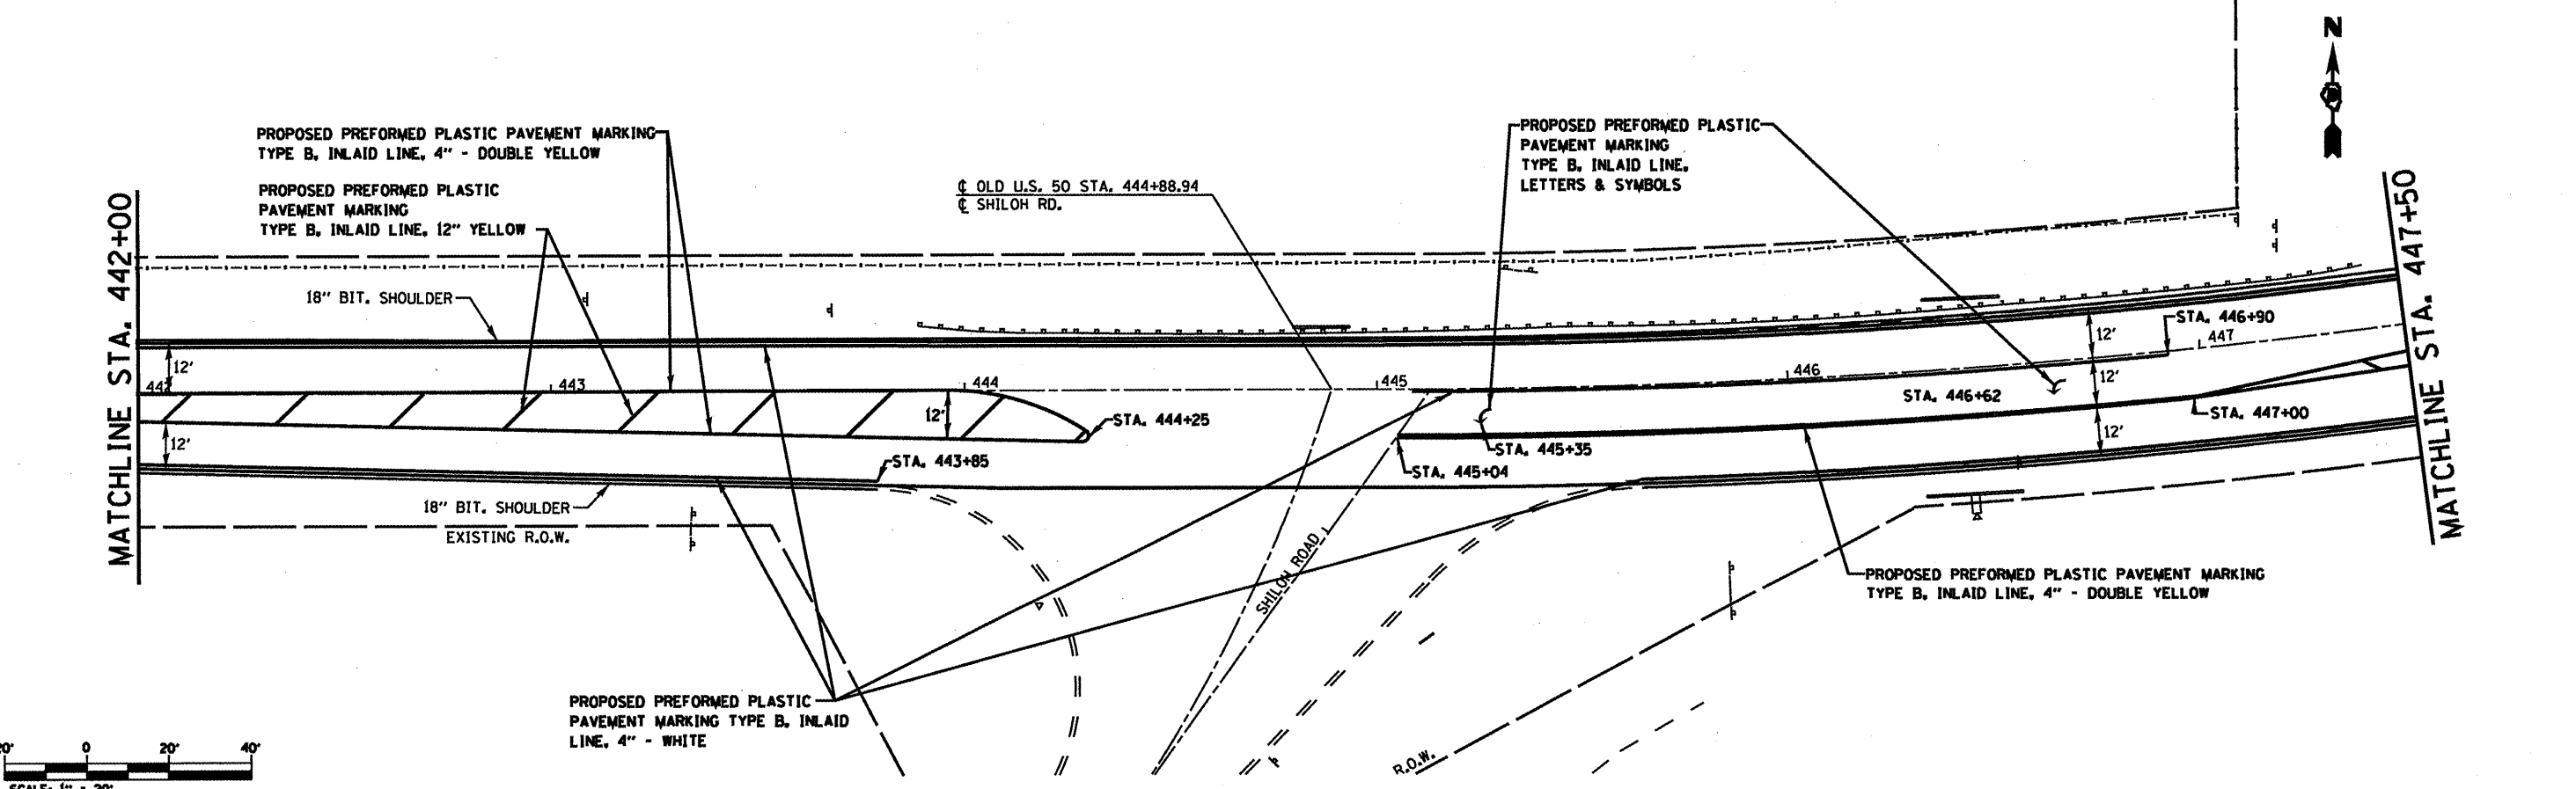 N
PROPOSED PREFORMED PLASTIC PAVEMENT MARKING
TYPE B, INLAID LINE, 4" - DOUBLE YELLOW
PROPOSED PREFORMED PLASTIC
PAVEMENT MARKING
TYPE B, INLAID LINE, 12" YELLOW
℄ OLD U.S. 50 STA. 444+88.94
℄ SHILOH RD.
PROPOSED PREFORMED PLASTIC
PAVEMENT MARKING
TYPE B, INLAID LINE,
LETTERS & SYMBOLS
MATCHLINE STA. 442+00
MATCHLINE STA. 447+50
18" BIT. SHOULDER
12'
442
443
444
445
446
447
12'
12'
STA. 444+25
STA. 443+85
STA. 446+90
12'
12'
12'
STA. 446+62
STA. 447+00
STA. 445+35
STA. 445+04
18" BIT. SHOULDER
EXISTING R.O.W.
SHILOH ROAD
PROPOSED PREFORMED PLASTIC PAVEMENT MARKING
TYPE B, INLAID LINE, 4" - DOUBLE YELLOW
PROPOSED PREFORMED PLASTIC
PAVEMENT MARKING TYPE B, INLAID
LINE, 4" - WHITE
R.O.W.
20' 0 20' 40'
SCALE: 1" = 20'